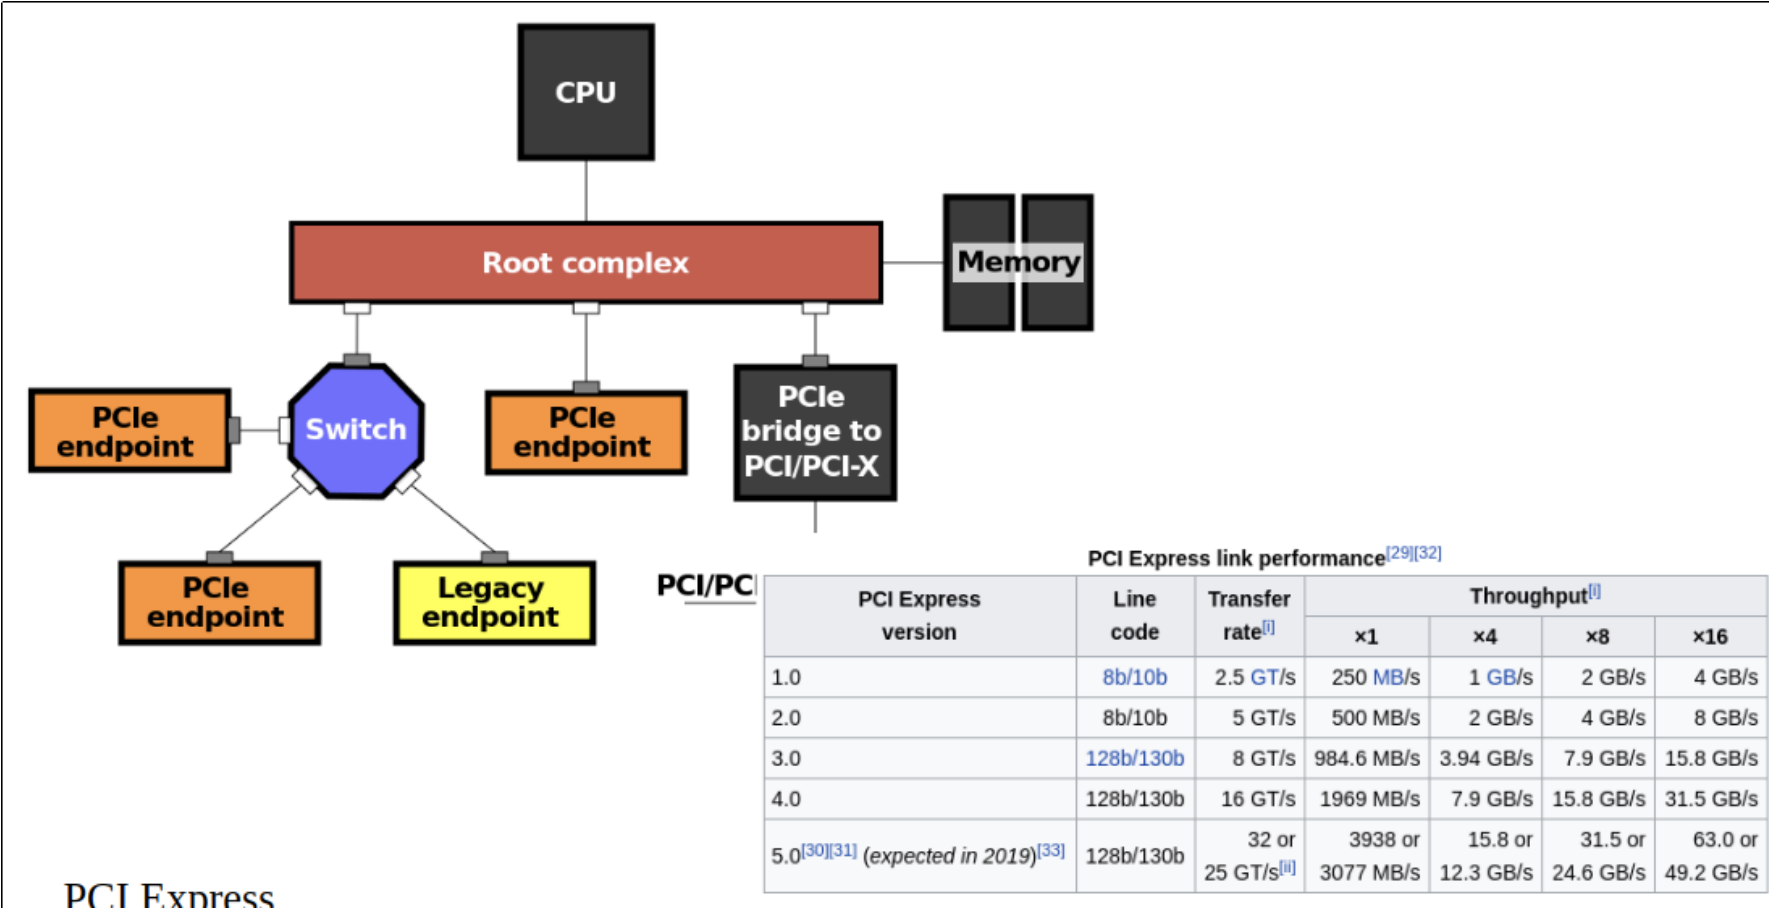 CPU
Root complex
Memory
PCIe
endpoint
Switch
PCIe
endpoint
PCIe
bridge to
PCI/PCI-X
PCIe
endpoint
Legacy
endpoint
PCI/PC
PCI Express link performance[29][32]
PCI Express
version
Line
code
Transfer
rate[i]
Throughput[i]
×1 ×4 ×8 ×16
1.0 8b/10b 2.5 GT/s 250 MB/s 1 GB/s 2 GB/s 4 GB/s
2.0 8b/10b 5 GT/s 500 MB/s 2 GB/s 4 GB/s 8 GB/s
3.0 128b/130b 8 GT/s 984.6 MB/s 3.94 GB/s 7.9 GB/s 15.8 GB/s
4.0 128b/130b 16 GT/s 1969 MB/s 7.9 GB/s 15.8 GB/s 31.5 GB/s
5.0[30][31] (expected in 2019)[33] 128b/130b 32 or 3938 or 15.8 or 31.5 or 63.0 or
25 GT/s[ii] 3077 MB/s 12.3 GB/s 24.6 GB/s 49.2 GB/s
PCI Express